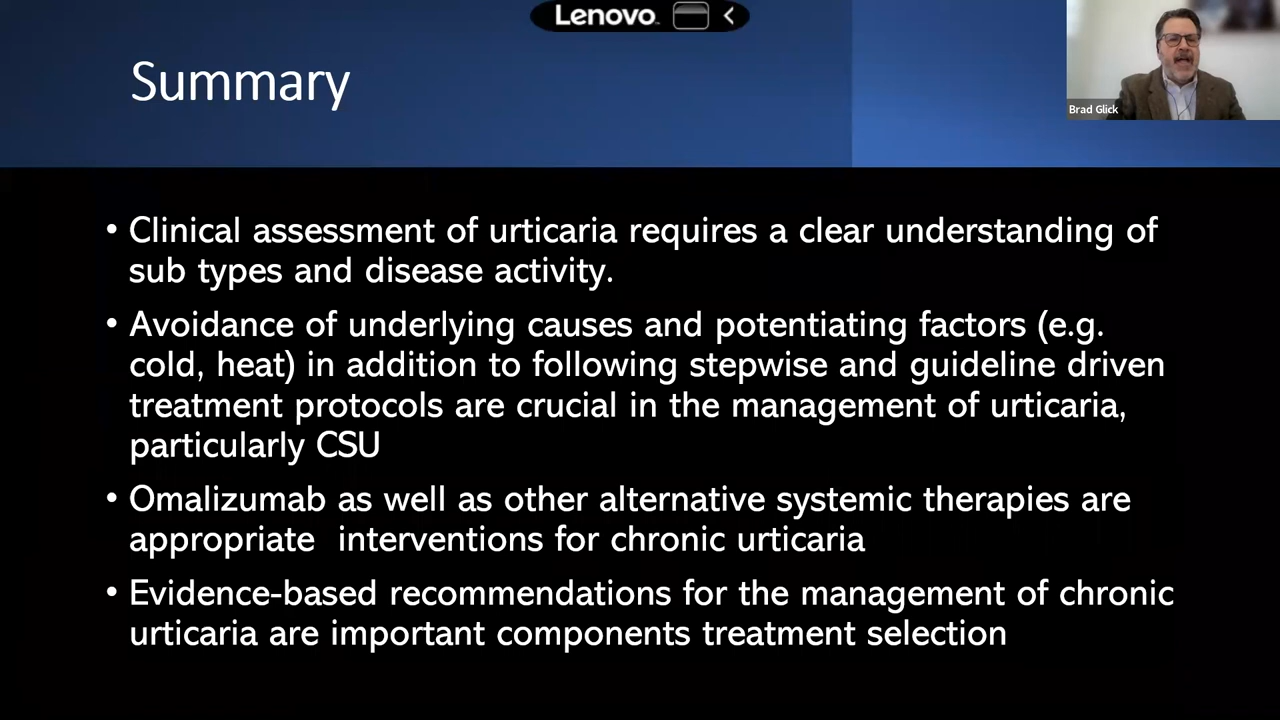 Lenovo
Summary
Brad Glick
• Clinical assessment of urticaria requires a clear understanding of
sub types and disease activity.
• Avoidance of underlying causes and potentiating factors (e.g.
cold, heat) in addition to following stepwise and guideline driven
treatment protocols are crucial in the management of urticaria,
particularly CSU
• Omalizumab as well as other alternative systemic therapies are
appropriate  interventions for chronic urticaria
• Evidence-based recommendations for the management of chronic
urticaria are important components treatment selection